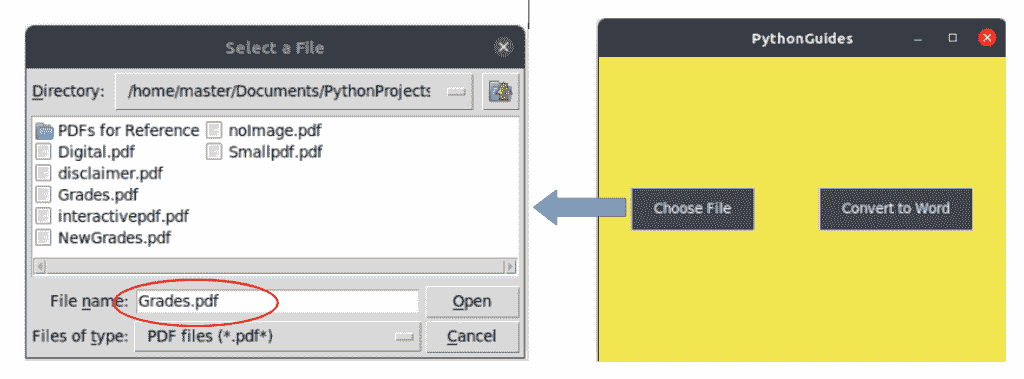 Select a File
Directory: /home/master/Documents/PythonProjects
PDFs for Reference noImage.pdf
Digital.pdf Smallpdf.pdf
disclaimer.pdf
Grades.pdf
interactivepdf.pdf
NewGrades.pdf
File name: Grades.pdf Open
Files of type: PDF files (*.pdf*) Cancel
PythonGuides
Choose File Convert to Word